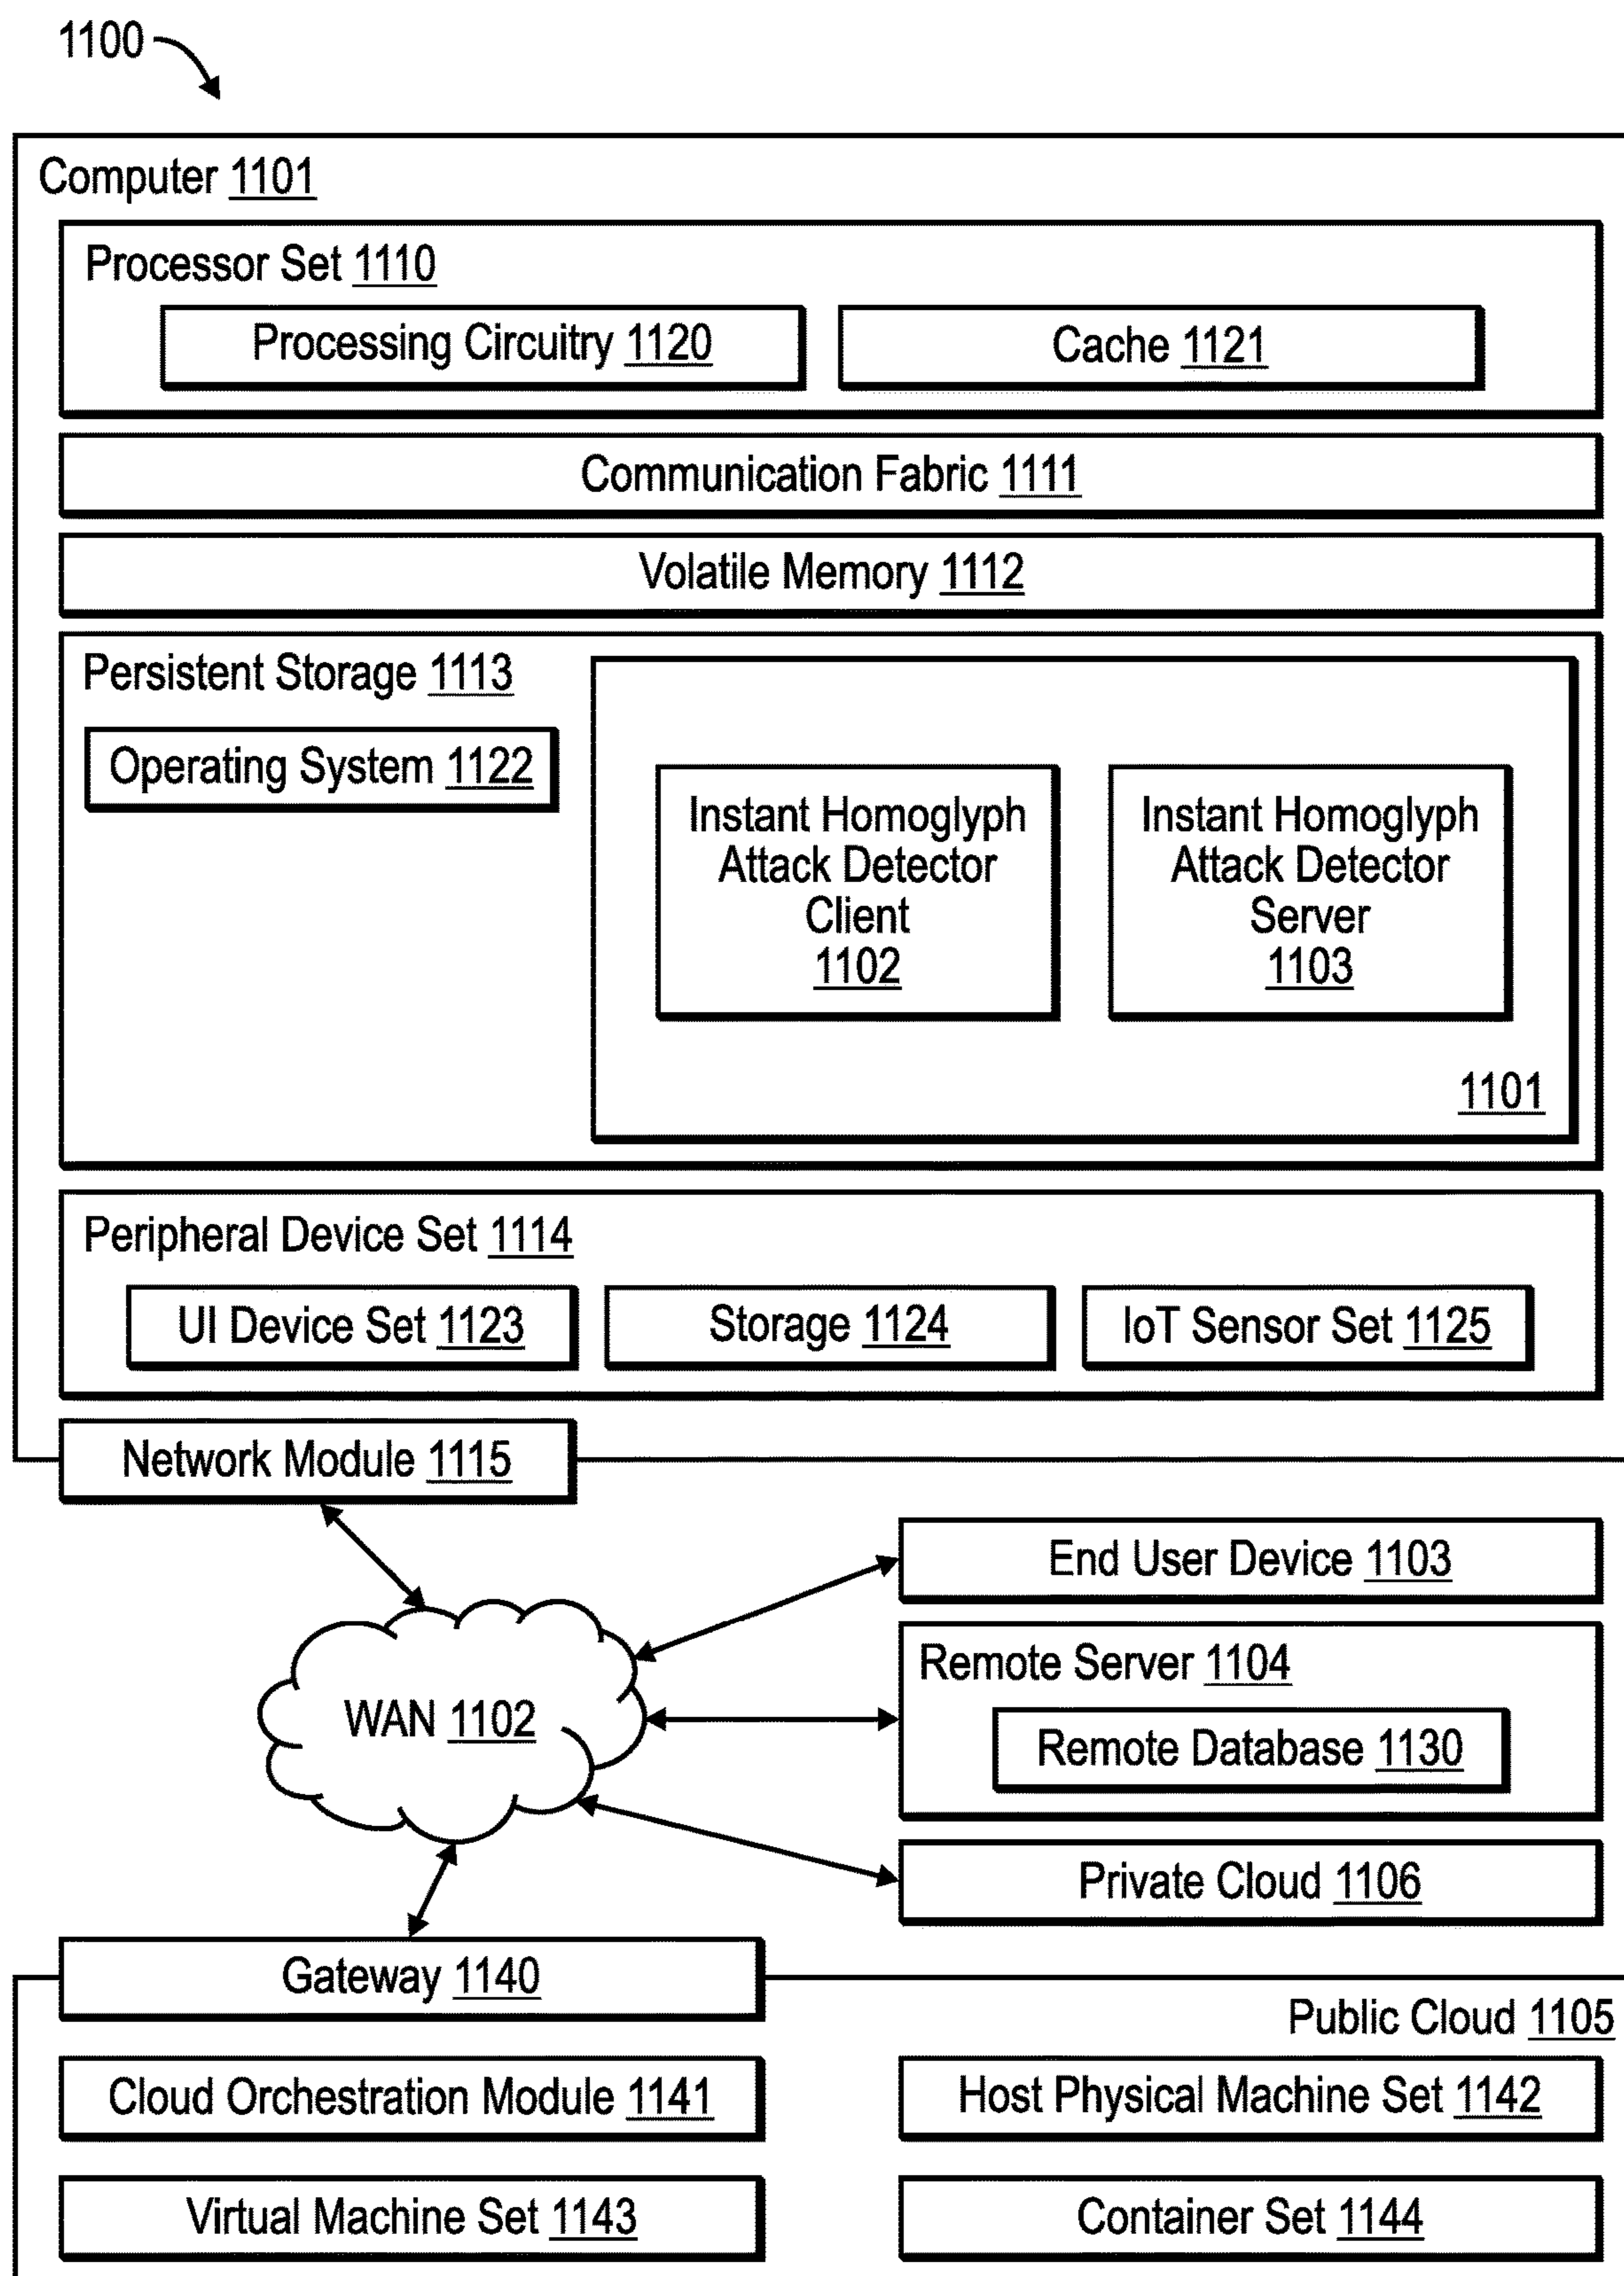 1100
Computer 1101
Processor Set 1110
Processing Circuitry 1120
Cache 1121
Communication Fabric 1111
Volatile Memory 1112
Persistent Storage 1113
Operating System 1122
Instant Homoglyph
Attack Detector
Client
1102
Instant Homoglyph
Attack Detector
Server
1103
1101
Peripheral Device Set 1114
UI Device Set 1123
Storage 1124
IoT Sensor Set 1125
Network Module 1115
End User Device 1103
Remote Server 1104
WAN 1102
Remote Database 1130
Private Cloud 1106
Gateway 1140
Public Cloud 1105
Cloud Orchestration Module 1141
Host Physical Machine Set 1142
Virtual Machine Set 1143
Container Set 1144